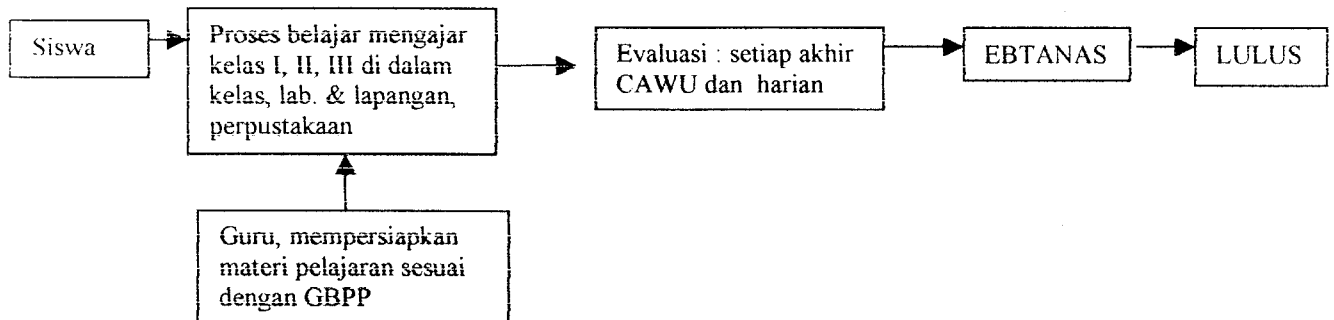 Siswa
Proses belajar mengajar
kelas I, II, III di dalam
kelas, lab. & lapangan,
perpustakaan
Evaluasi : setiap akhir
CAWU dan harian
EBTANAS
LULUS
Guru, mempersiapkan
materi pelajaran sesuai
dengan GBPP